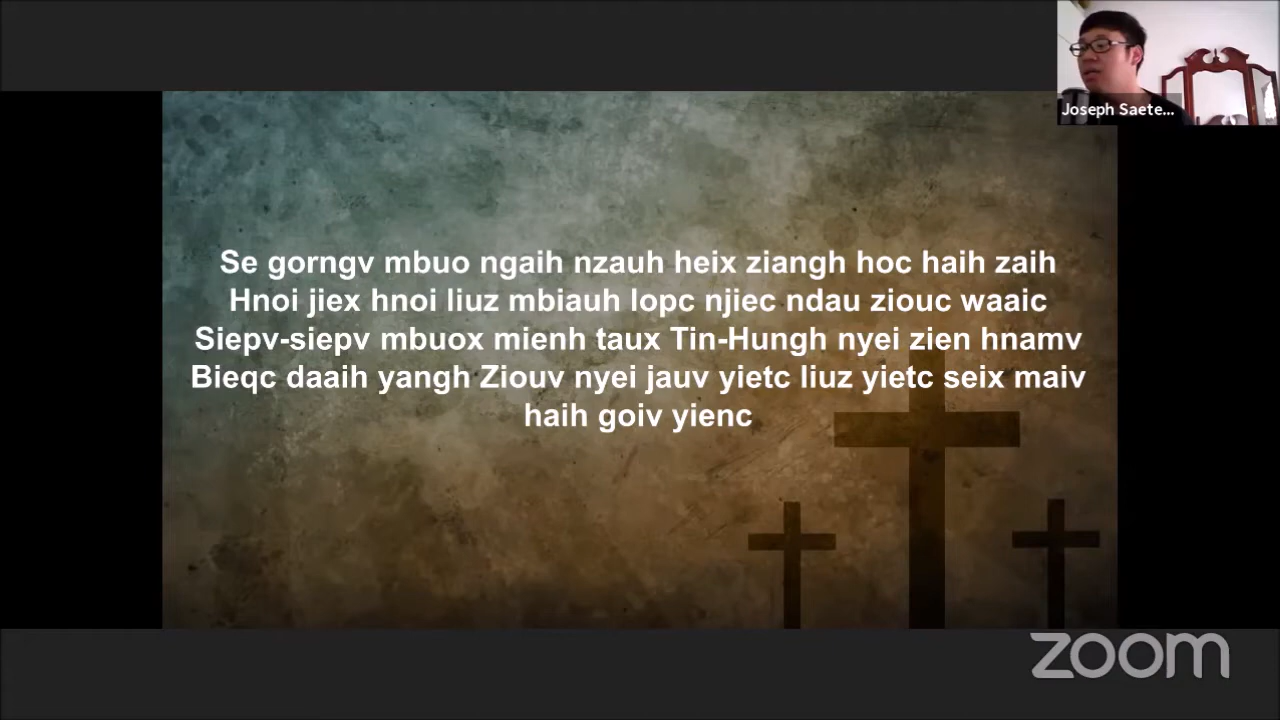 Joseph Saete...
Se gorngv mbuo ngaih nzauh heix ziangh hoc haih zaih
Hnoi jiex hnoi liuz mbiauh lopc njiec ndau ziouc waaic
Siepv-siepv mbuox mienh taux Tin-Hungh nyei zien hnamv
Bieqc daaih yangh Ziouv nyei jauv yietc liuz yietc seix maiv
haih goiv yienc
zoom